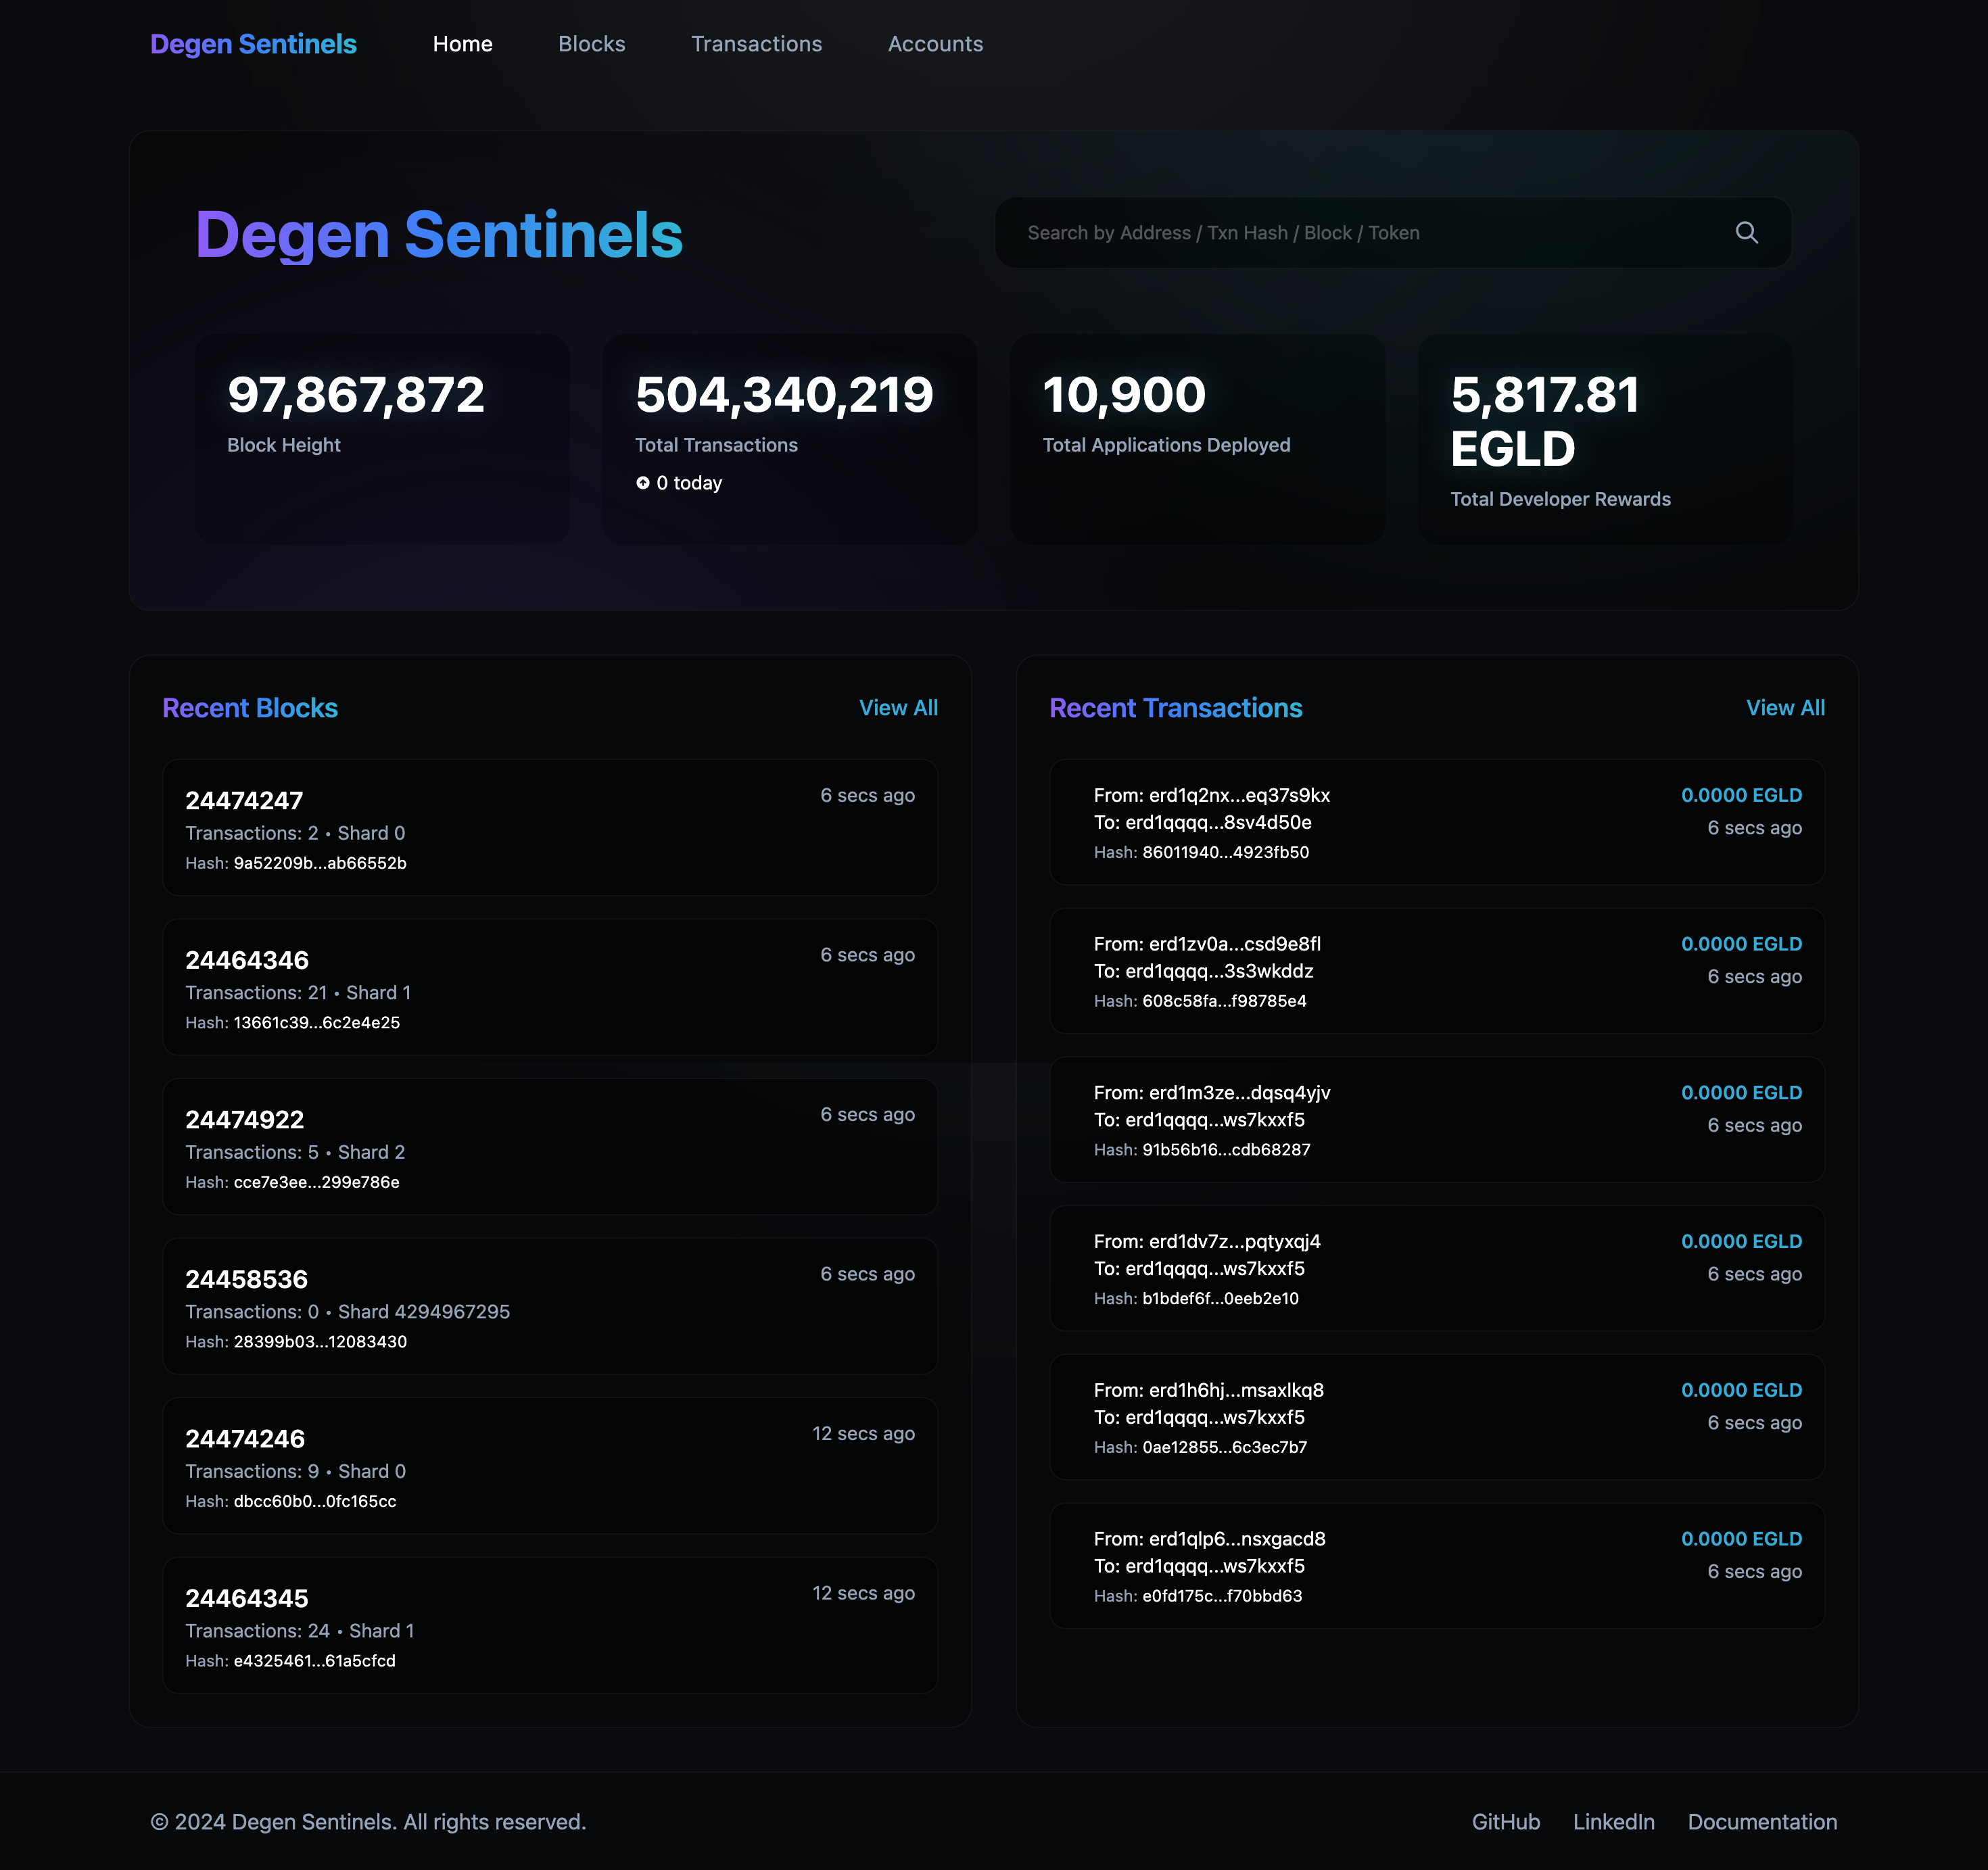 Degen Sentinels
Home
Blocks
Transactions
Accounts
Degen Sentinels
Search by Address / Txn Hash / Block / Token
97,867,872
Block Height
504,340,219
Total Transactions
0 today
10,900
Total Applications Deployed
5,817.81
EGLD
Total Developer Rewards
Recent Blocks
View All
24474247
6 secs ago
Transactions: 2 • Shard 0
Hash: 9a52209b...ab66552b
24464346
6 secs ago
Transactions: 21 • Shard 1
Hash: 13661c39...6c2e4e25
24474922
6 secs ago
Transactions: 5 • Shard 2
Hash: cce7e3ee...299e786e
24458536
6 secs ago
Transactions: 0 • Shard 4294967295
Hash: 28399b03...12083430
24474246
12 secs ago
Transactions: 9 • Shard 0
Hash: dbcc60b0...0fc165cc
24464345
12 secs ago
Transactions: 24 • Shard 1
Hash: e4325461...61a5cfcd
Recent Transactions
View All
From: erd1q2nx...eq37s9kx
0.0000 EGLD
To: erd1qqqq...8sv4d50e
6 secs ago
Hash: 86011940...4923fb50
From: erd1zv0a...csd9e8fl
0.0000 EGLD
To: erd1qqqq...3s3wkddz
6 secs ago
Hash: 608c58fa...f98785e4
From: erd1m3ze...dqsq4yjv
0.0000 EGLD
To: erd1qqqq...ws7kxxf5
6 secs ago
Hash: 91b56b16...cdb68287
From: erd1dv7z...pqtyxqj4
0.0000 EGLD
To: erd1qqqq...ws7kxxf5
6 secs ago
Hash: b1bdef6f...0eeb2e10
From: erd1h6hj...msaxlkq8
0.0000 EGLD
To: erd1qqqq...ws7kxxf5
6 secs ago
Hash: 0ae12855...6c3ec7b7
From: erd1qlp6...nsxgacd8
0.0000 EGLD
To: erd1qqqq...ws7kxxf5
6 secs ago
Hash: e0fd175c...f70bbd63
© 2024 Degen Sentinels. All rights reserved.
GitHub
LinkedIn
Documentation